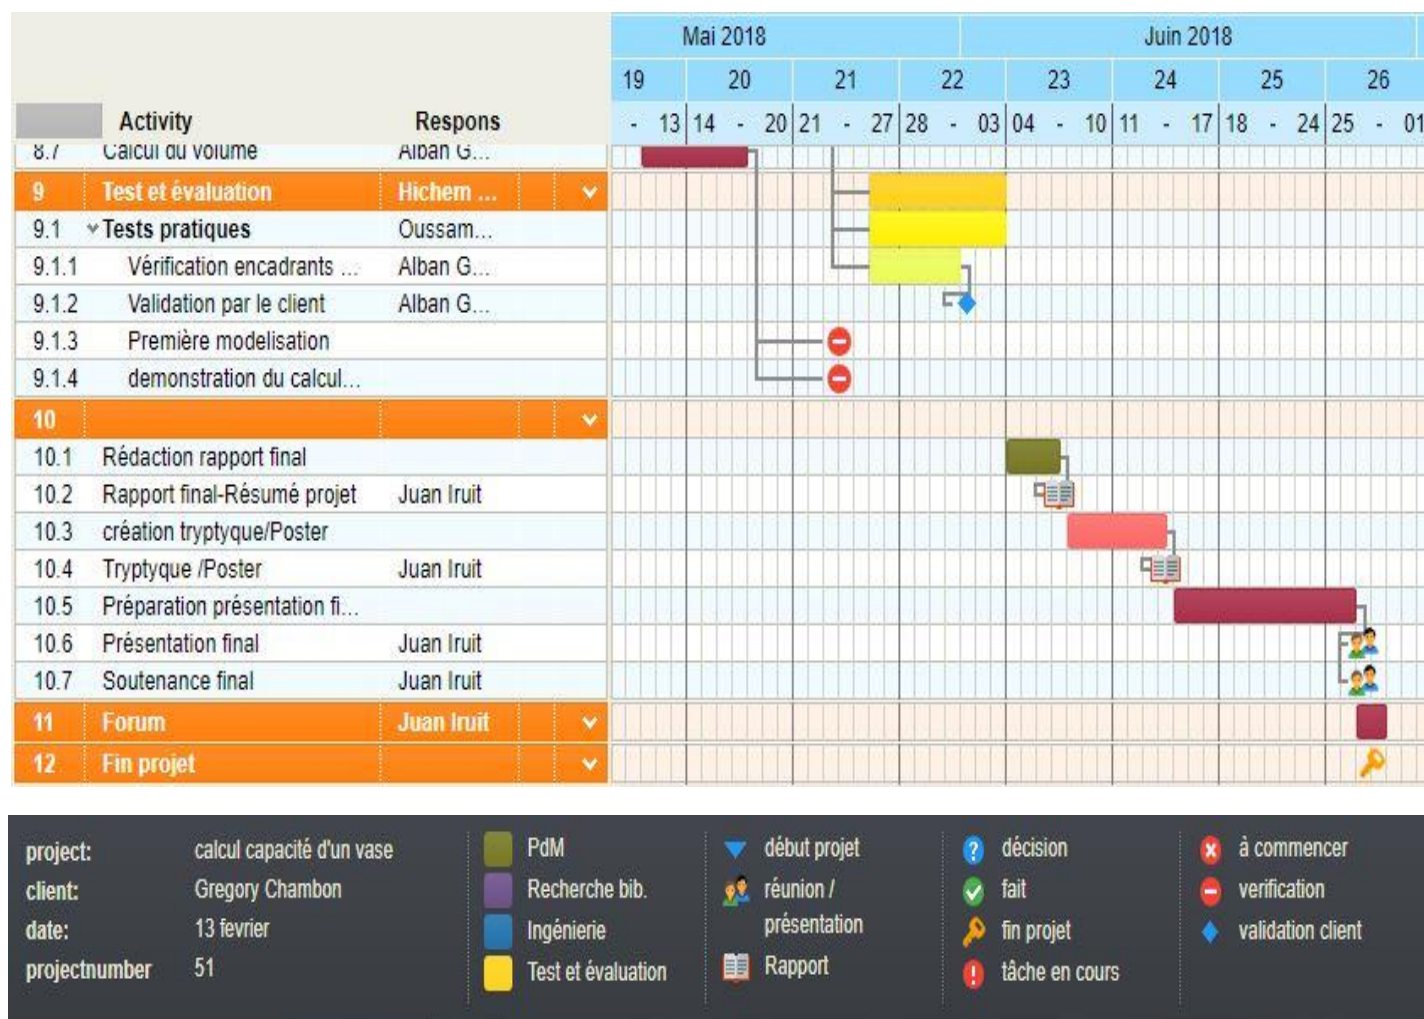 Mai 2018 Juin 2018
19 20 21 22 23 24 25 26
Activity Respons - 13 14 - 20 21 - 27 28 - 03 04 - 10 11 - 17 18 - 24 25 - 01
8.7 Calcul du volume Alban G...
9 Test et évaluation Hichem ...
9.1 Tests pratiques Oussam...
9.1.1 Vérification encadrants ... Alban G...
9.1.2 Validation par le client Alban G...
9.1.3 Première modelisation
9.1.4 demonstration du calcul...
10
10.1 Rédaction rapport final
10.2 Rapport final-Résumé projet Juan Iruit
10.3 création tryptyque/Poster
10.4 Tryptyque /Poster Juan Iruit
10.5 Préparation présentation fi...
10.6 Présentation final Juan Iruit
10.7 Soutenance final Juan Iruit
11 Forum Juan Iruit
12 Fin projet
project: calcul capacité d'un vase
client: Gregory Chambon
date: 13 fevrier
projectnumber 51
PdM
Recherche bib.
Ingénierie
Test et évaluation
début projet
réunion /
présentation
Rapport
décision
fait
fin projet
tâche en cours
à commencer
verification
validation client